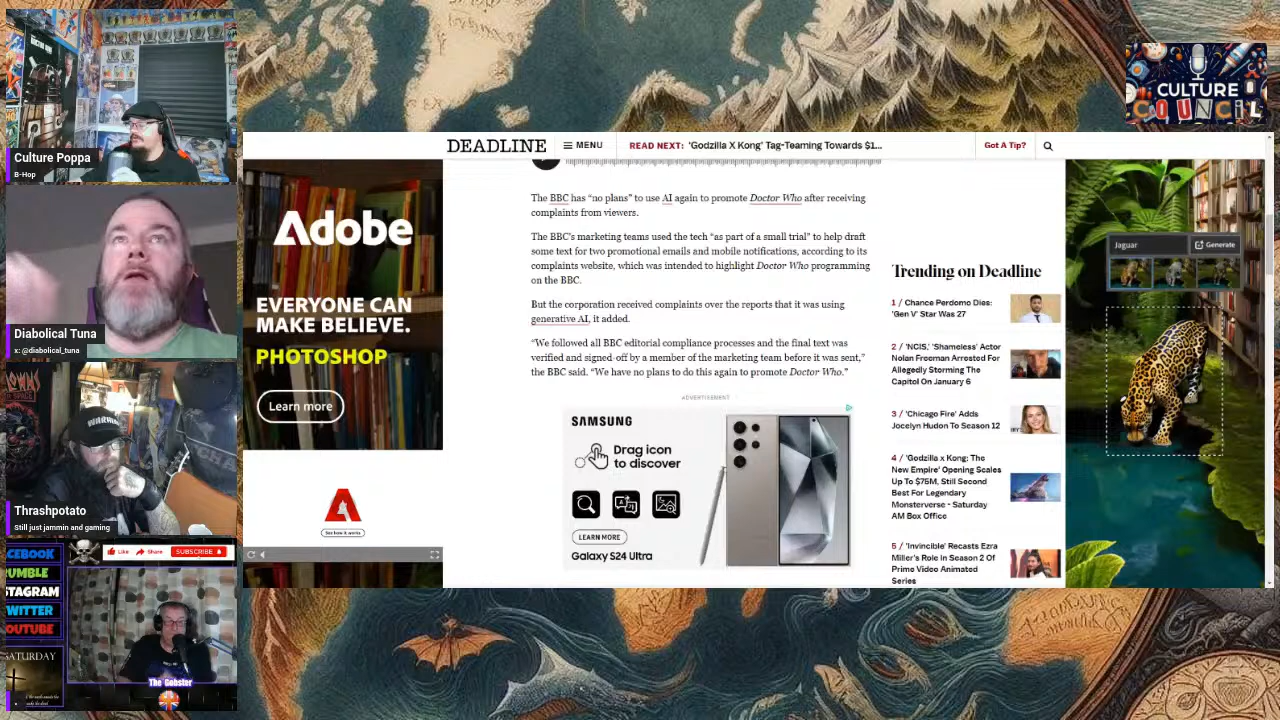 Culture Poppa
B-Hop
Diabolical Tuna
x: @diabolical_tuna
Thrashpotato
Still just jammin and gaming
CEBOOK
RUMBLE
STAGRAM
WITTER
OUTUBE
SATURDAY
Like
Share
SUBSCRIBE
The Gobster
CULTURE
COUNCIL
DEADLINE
MENU
READ NEXT: 'Godzilla X Kong' Tag-Teaming Towards $1...
Got A Tip?
Adobe
EVERYONE CAN
MAKE BELIEVE.
PHOTOSHOP
Learn more
See how it works
The BBC has “no plans” to use AI again to promote Doctor Who after receiving
complaints from viewers.
The BBC’s marketing teams used the tech “as part of a small trial” to help draft
some text for two promotional emails and mobile notifications, according to its
complaints website, which was intended to highlight Doctor Who programming
on the BBC.
But the corporation received complaints over the reports that it was using
generative AI, it added.
“We followed all BBC editorial compliance processes and the final text was
verified and signed-off by a member of the marketing team before it was sent,”
the BBC said. “We have no plans to do this again to promote Doctor Who.”
ADVERTISEMENT
SAMSUNG
Drag icon
to discover
LEARN MORE
Galaxy S24 Ultra
Trending on Deadline
1 / Chance Perdomo Dies:
'Gen V' Star Was 27
2 / 'NCIS,' 'Shameless' Actor
Nolan Freeman Arrested For
Allegedly Storming The
Capitol On January 6
3 / 'Chicago Fire' Adds
Jocelyn Hudon To Season 12
4 / 'Godzilla x Kong: The
New Empire' Opening Scales
Up To $75M, Still Second
Best For Legendary
Monsterverse - Saturday
AM Box Office
5 / 'Invincible' Recasts Ezra
Miller's Role In Season 2 Of
Prime Video Animated
Series
Jaguar
Generate